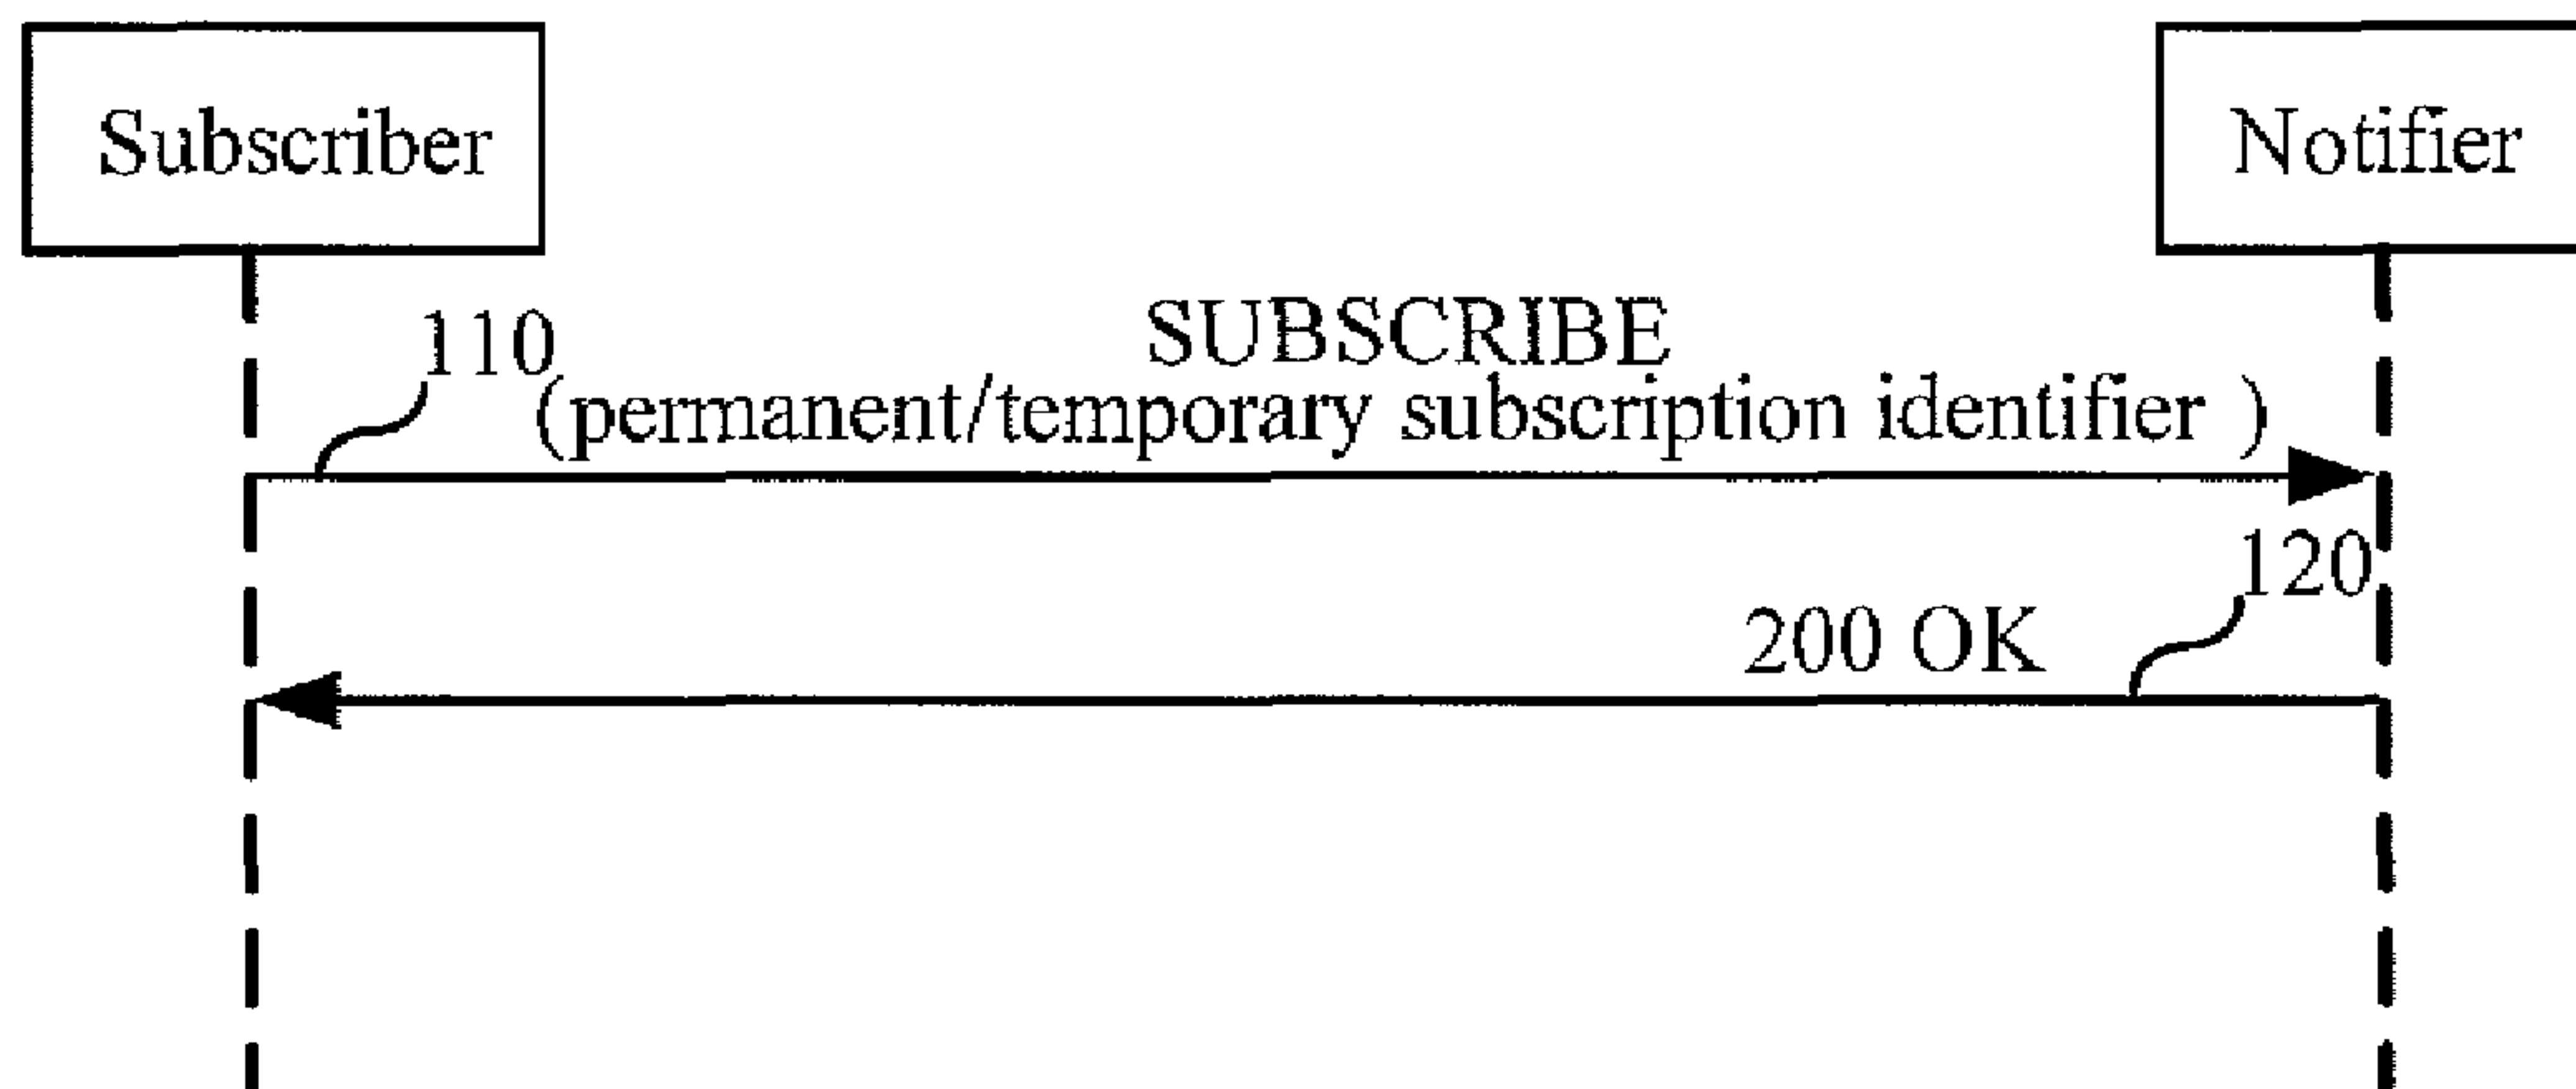 Subscriber
Notifier
110
SUBSCRIBE
(permanent/temporary subscription identifier )
120
200 OK